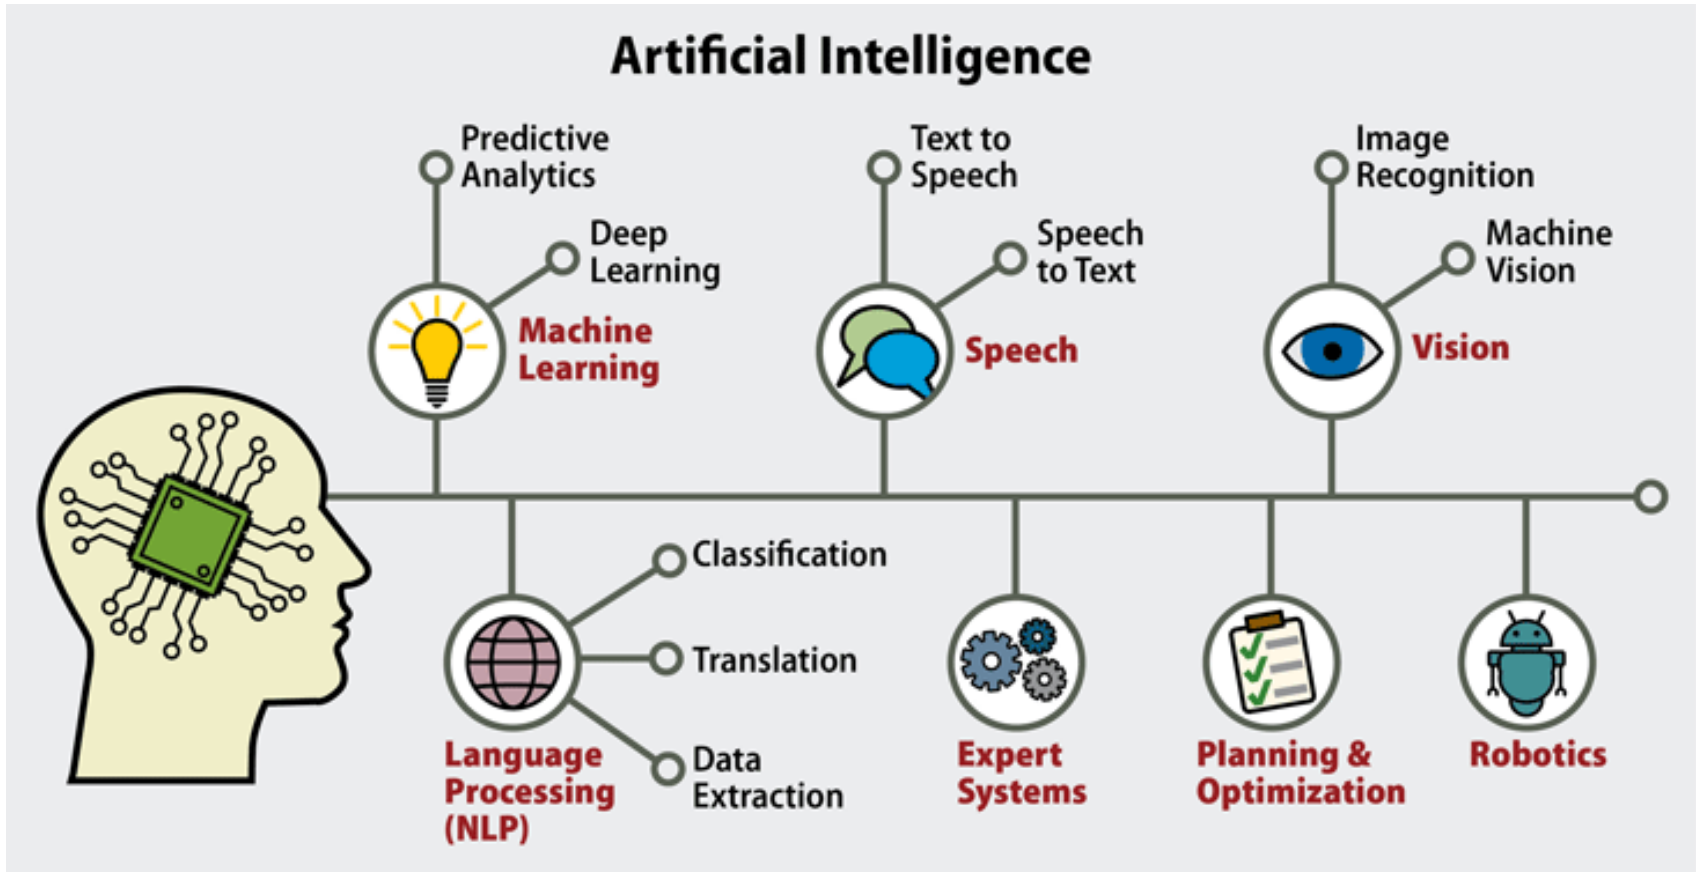 Artificial Intelligence
Predictive
Analytics
Deep
Learning
Machine
Learning
Text to
Speech
Speech
to Text
Speech
Image
Recognition
Machine
Vision
Vision
Classification
Translation
Data
Extraction
Language
Processing
(NLP)
Expert
Systems
Planning &
Optimization
Robotics